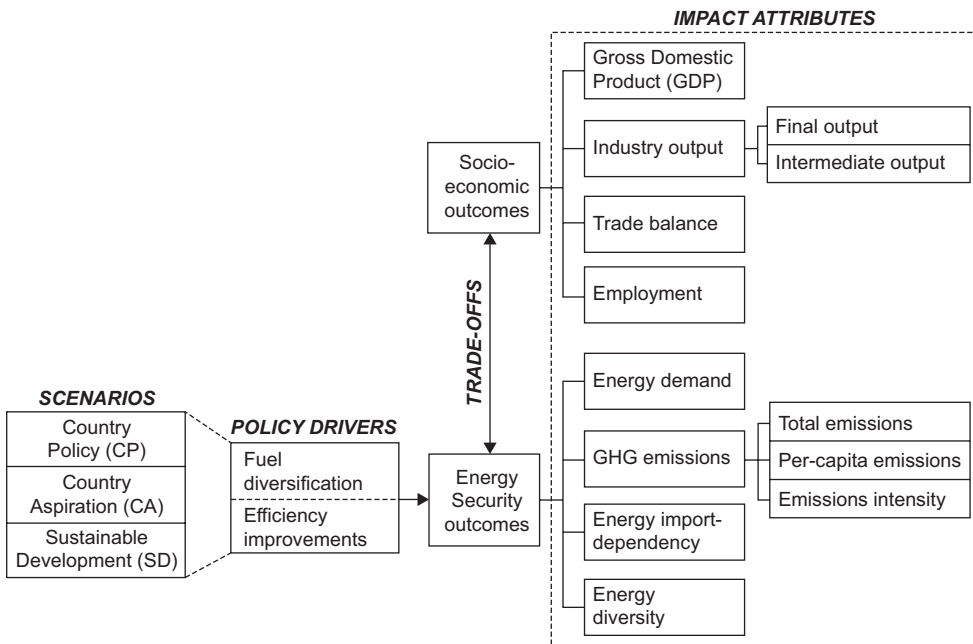 IMPACT ATTRIBUTES
Gross Domestic
Product (GDP)
Industry output
Final output
Intermediate output
Socio-
economic
outcomes
Trade balance
Employment
TRADE-OFFS
SCENARIOS
Country
Policy (CP)
Country
Aspiration (CA)
Sustainable
Development (SD)
POLICY DRIVERS
Fuel
diversification
Efficiency
improvements
Energy
Security
outcomes
Energy demand
GHG emissions
Total emissions
Per-capita emissions
Emissions intensity
Energy import-
dependency
Energy
diversity